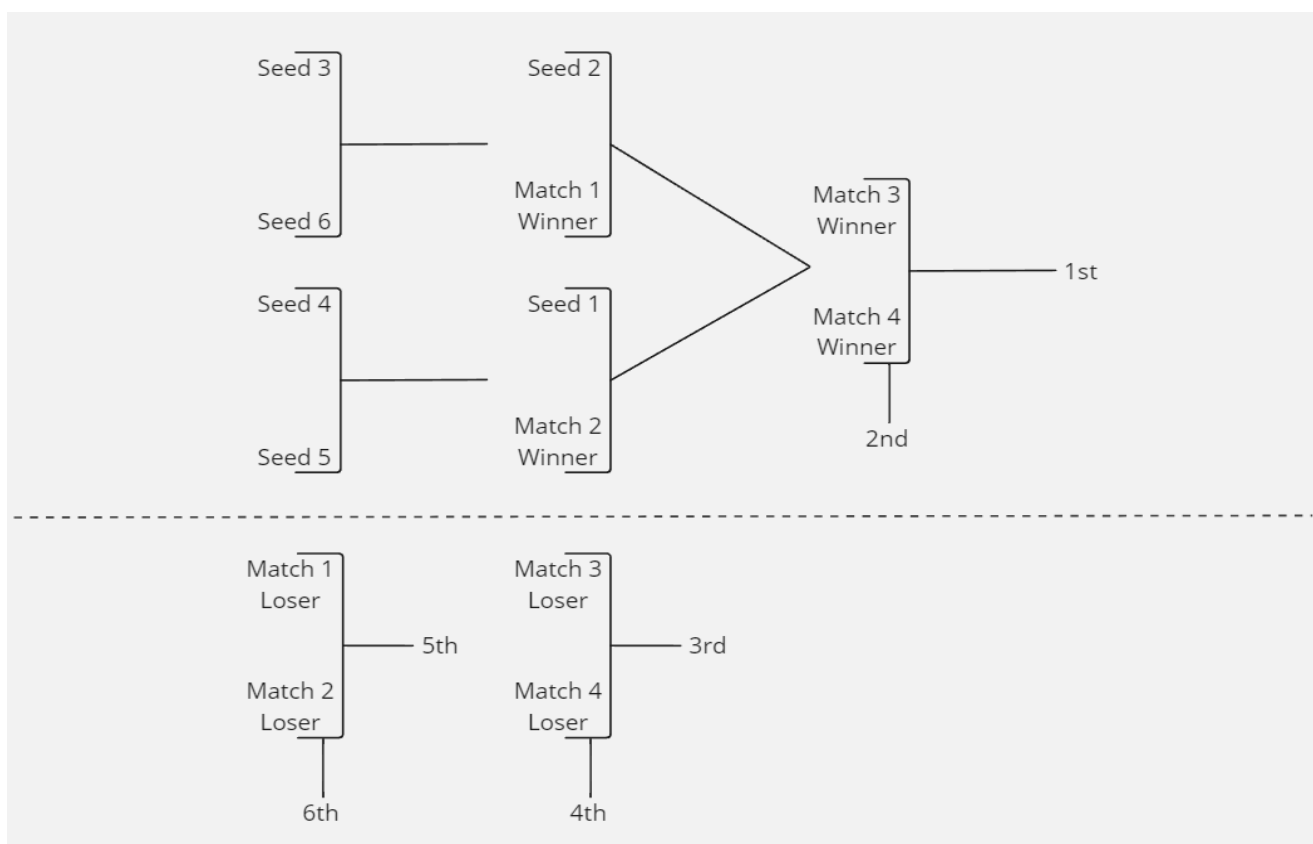 Seed 3
Seed 6
Seed 4
Seed 5
Seed 2
Match 1
Winner
Seed 1
Match 2
Winner
Match 3
Winner
Match 4
Winner
1st
2nd
Match 1
Loser
Match 2
Loser
5th
6th
Match 3
Loser
Match 4
Loser
3rd
4th